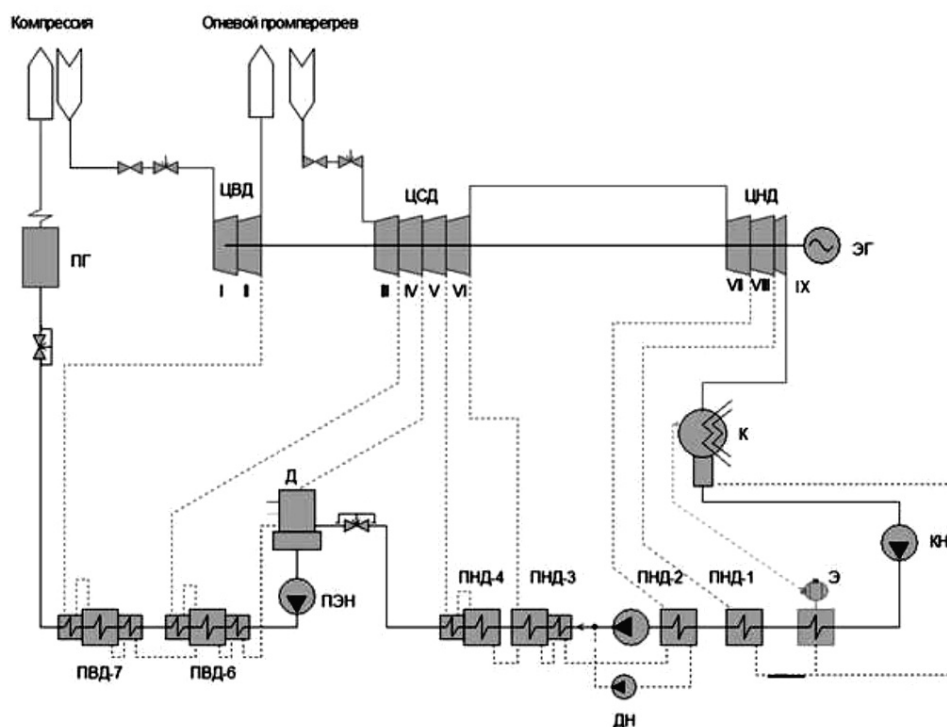 Компрессия
Огневой промперегрев
ЦВД
ЦСД
ЦНД
ЭГ
ПГ
I
II
III
IV
V
VI
VII
VIII
IX
К
Д
КН
ПЭН
ПНД-4
ПНД-3
ПНД-2
ПНД-1
Э
ПВД-7
ПВД-6
ДН